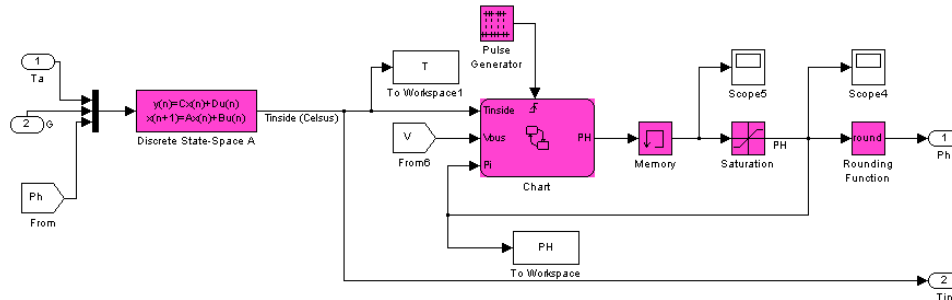 1
Ta
2
G
Ph
From
y(n)=Cx(n)+Du(n)
x(n+1)=Ax(n)+Bu(n)
Discrete State-Space A
Tinside (Celsus)
T
To Workspace1
Pulse
Generator
V
From6
Tinside
Vbus
Pi
PH
Chart
PH
To Workspace
Memory
Scope5
Saturation
PH
Scope4
round
Rounding
Function
1
Ph
2